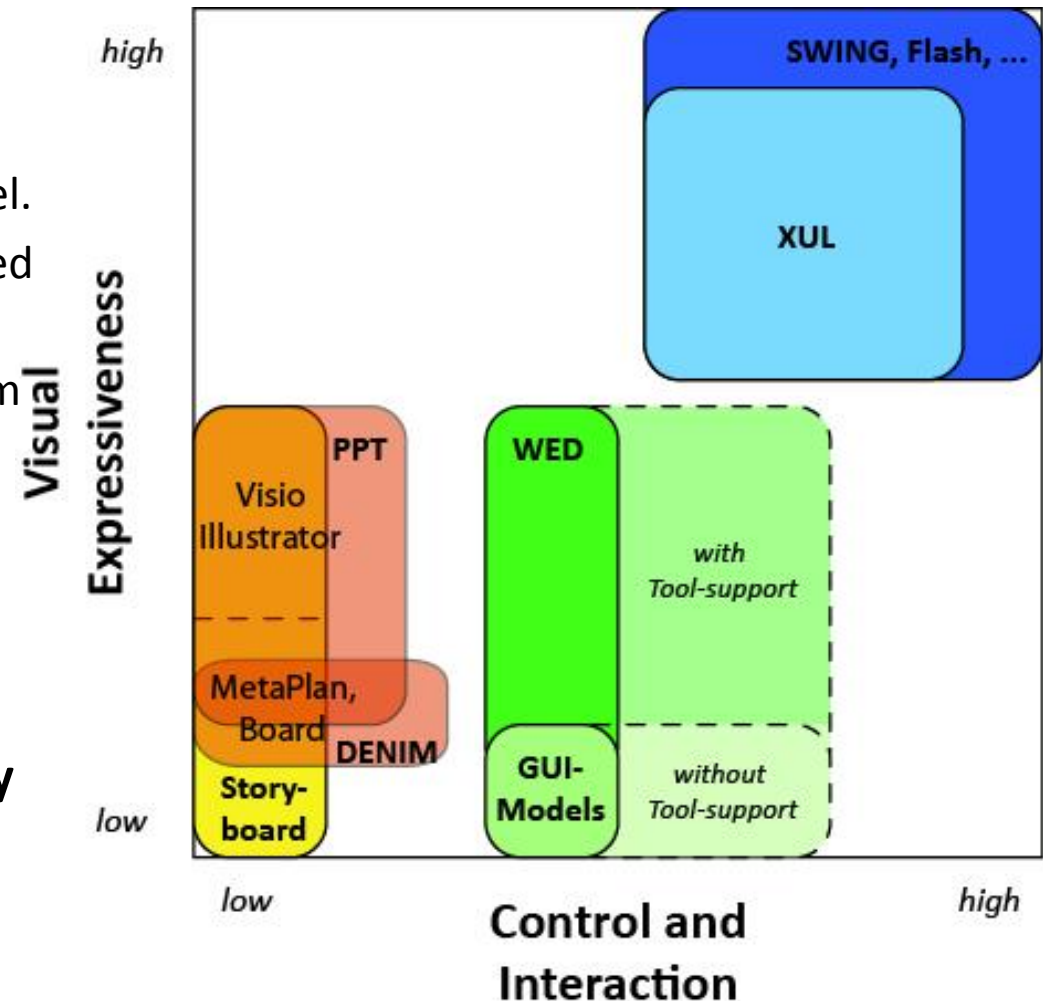 high
SWING, Flash, ...
el.
ed
XUL
m
Visual
Expressiveness
PPT
WED
Visio
Illustrator
with
Tool-support
MetaPlan,
Board
DENIM
y
GUI-
Models
without
Tool-support
Story-
board
low
low
high
Control and
Interaction